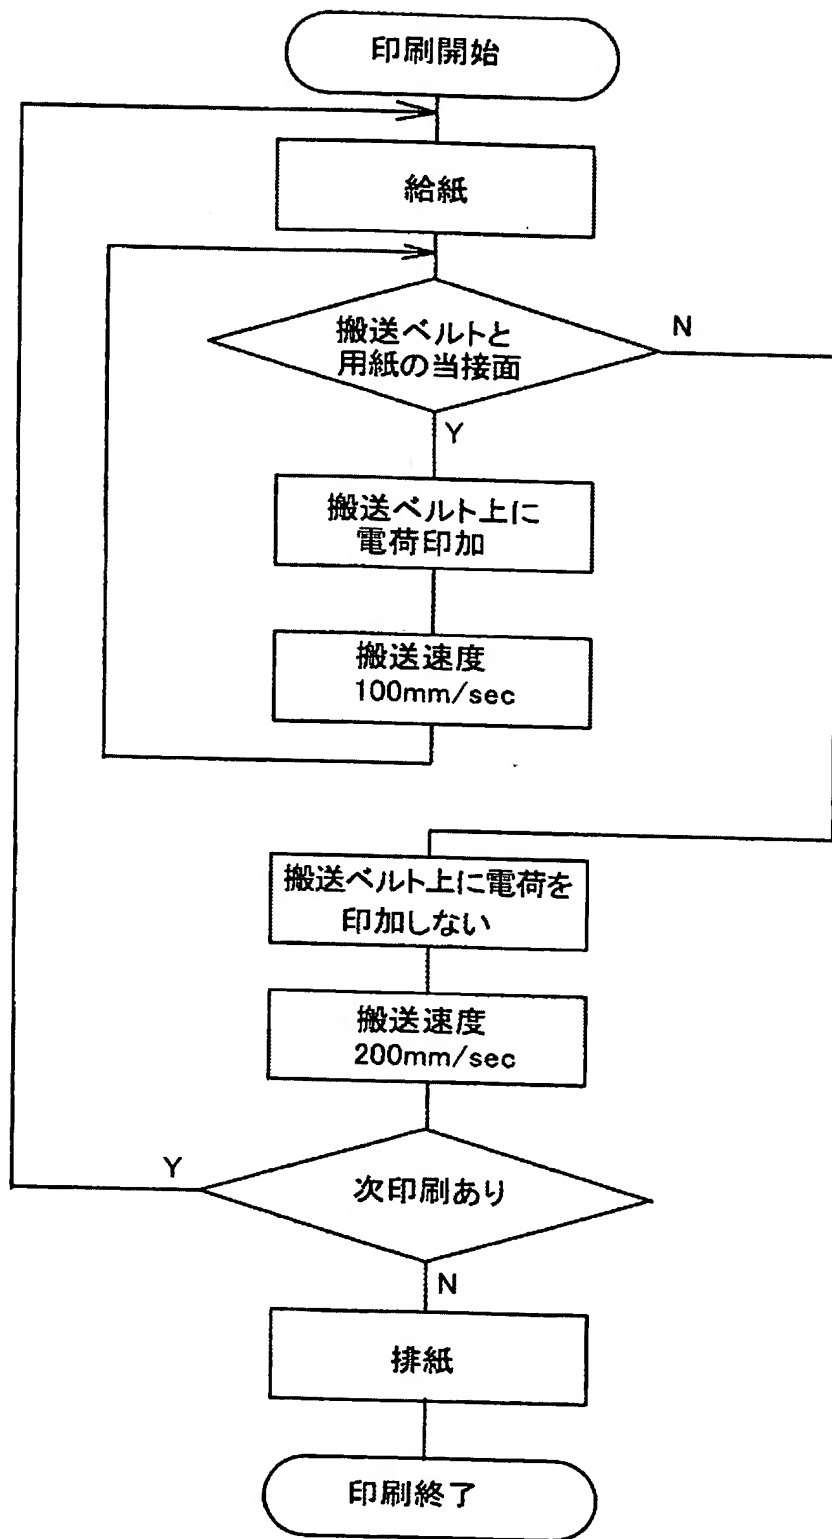 印刷開始
給紙
搬送ベルトと
用紙の当接面
N
Y
搬送ベルト上に
電荷印加
搬送速度
100mm/sec
搬送ベルト上に電荷を
印加しない
搬送速度
200mm/sec
Y
次印刷あり
N
排紙
印刷終了